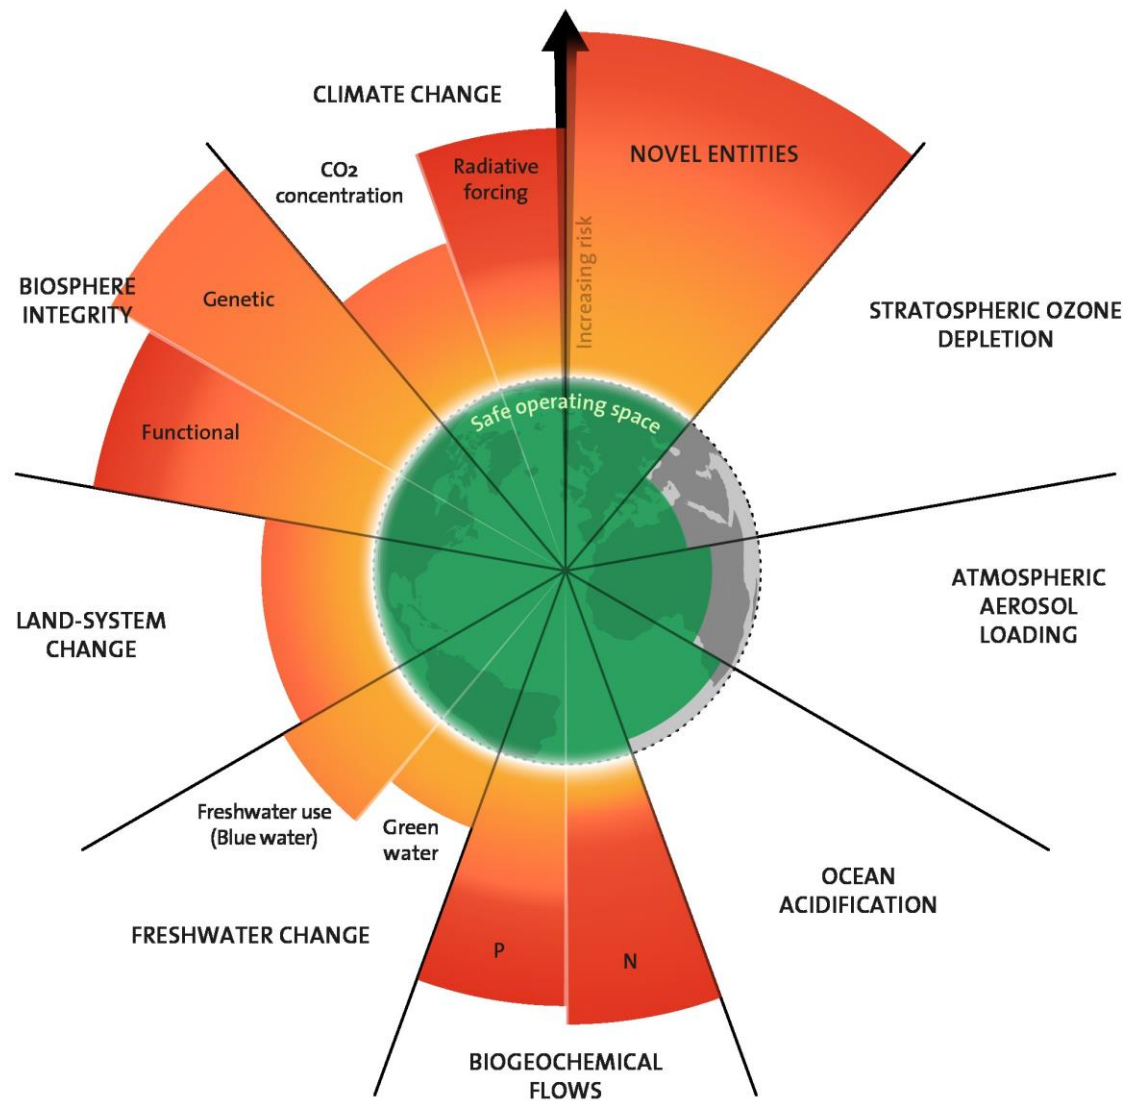 CLIMATE CHANGE
CO2
concentration
Radiative
forcing
NOVEL ENTITIES
Increasing risk
BIOSPHERE
INTEGRITY
Genetic
Functional
STRATOSPHERIC OZONE
DEPLETION
Safe operating space
ATMOSPHERIC
AEROSOL
LOADING
LAND-SYSTEM
CHANGE
Freshwater use
(Blue water)
Green
water
FRESHWATER CHANGE
P
N
OCEAN
ACIDIFICATION
BIOGEOCHEMICAL
FLOWS